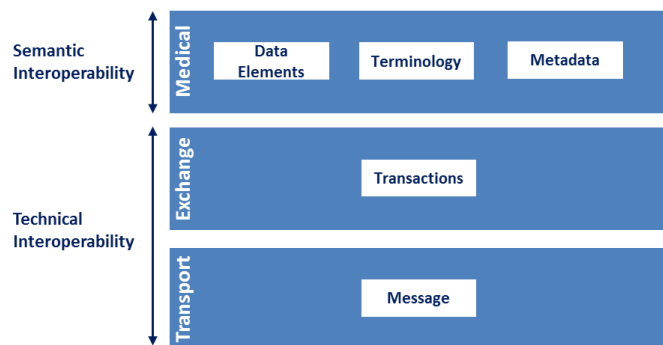 Semantic
Interoperability
Medical
Data
Elements
Terminology
Metadata
Technical
Interoperability
Exchange
Transactions
Transport
Message